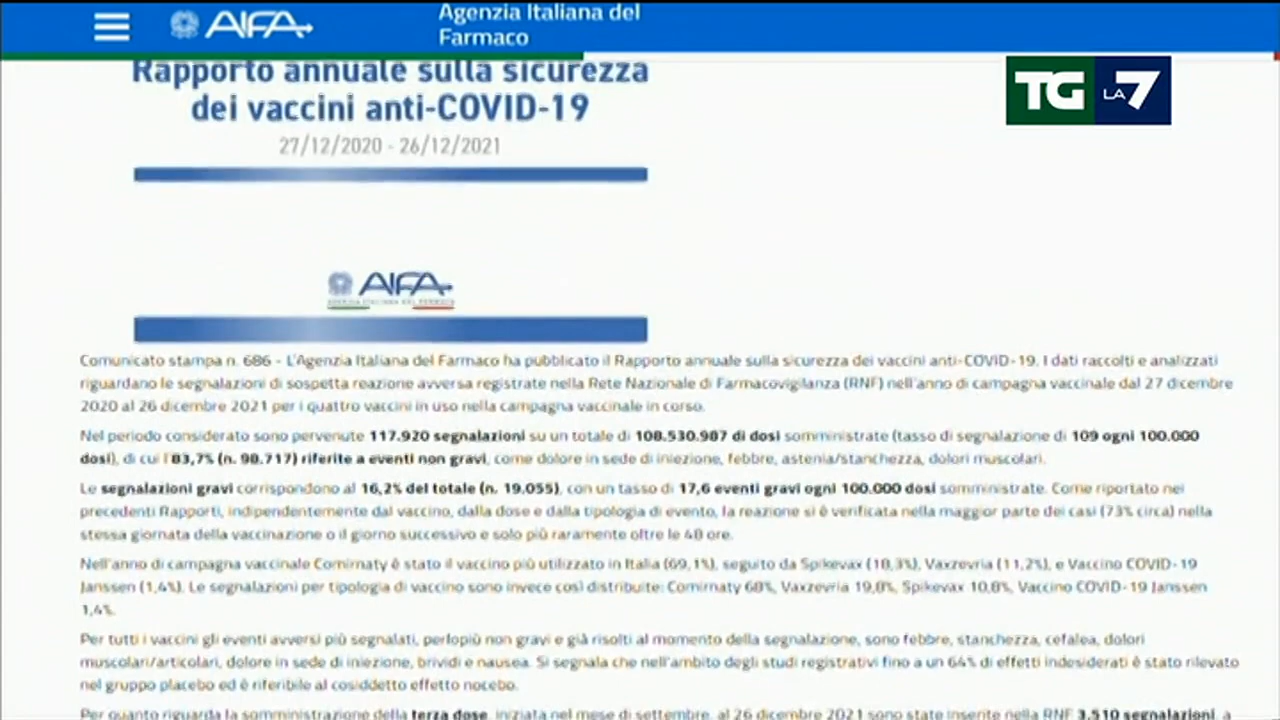 AIFA
Agenzia Italiana del
Farmaco
TG LA7
Rapporto annuale sulla sicurezza
dei vaccini anti-COVID-19
27/12/2020 - 26/12/2021
AIFA
AGENZIA ITALIANA DEL FARMACO
Comunicato stampa n. 686 - L'Agenzia Italiana del Farmaco ha pubblicato il Rapporto annuale sulla sicurezza dei vaccini anti-COVID-19. I dati raccolti e analizzati
riguardano le segnalazioni di sospetta reazione avversa registrate nella Rete Nazionale di Farmacovigilanza (RNF) nell'anno di campagna vaccinale dal 27 dicembre
2020 al 26 dicembre 2021 per i quattro vaccini in uso nella campagna vaccinale in corso.
Nel periodo considerato sono pervenute 117.920 segnalazioni su un totale di 108.530.987 di dosi somministrate (tasso di segnalazione di 109 ogni 100.000
dosi), di cui l'83,7% (n. 98.717) riferite a eventi non gravi, come dolore in sede di iniezione, febbre, astenia/stanchezza, dolori muscolari.
Le segnalazioni gravi corrispondono al 16,2% del totale (n. 19.055), con un tasso di 17,6 eventi gravi ogni 100.000 dosi somministrate. Come riportato nei
precedenti Rapporti, indipendentemente dal vaccino, dalla dose e dalla tipologia di evento, la reazione si è verificata nella maggior parte dei casi (73% circa) nella
stessa giornata della vaccinazione o il giorno successivo e solo più raramente oltre le 48 ore.
Nell'anno di campagna vaccinale Comirnaty è stato il vaccino più utilizzato in Italia (69,1%), seguito da Spikevax (18,3%), Vaxzevria (11,2%), e Vaccino COVID-19
Janssen (1,4%). Le segnalazioni per tipologia di vaccino sono invece così distribuite: Comirnaty 68%, Vaxzevria 19,8%, Spikevax 10,8%, Vaccino COVID-19 Janssen
1,4%.
Per tutti i vaccini gli eventi avversi più segnalati, perlopiù non gravi e già risolti al momento della segnalazione, sono febbre, stanchezza, cefalea, dolori
muscolari/articolari, dolore in sede di iniezione, brividi e nausea. Si segnala che nell'ambito degli studi registrativi fino a un 64% di effetti indesiderati è stato rilevato
nel gruppo placebo ed è riferibile al cosiddetto effetto nocebo.
Per quanto riguarda la somministrazione della terza dose, iniziata nel mese di settembre, al 26 dicembre 2021 sono state inserite nella RNF 3.510 segnalazioni, a